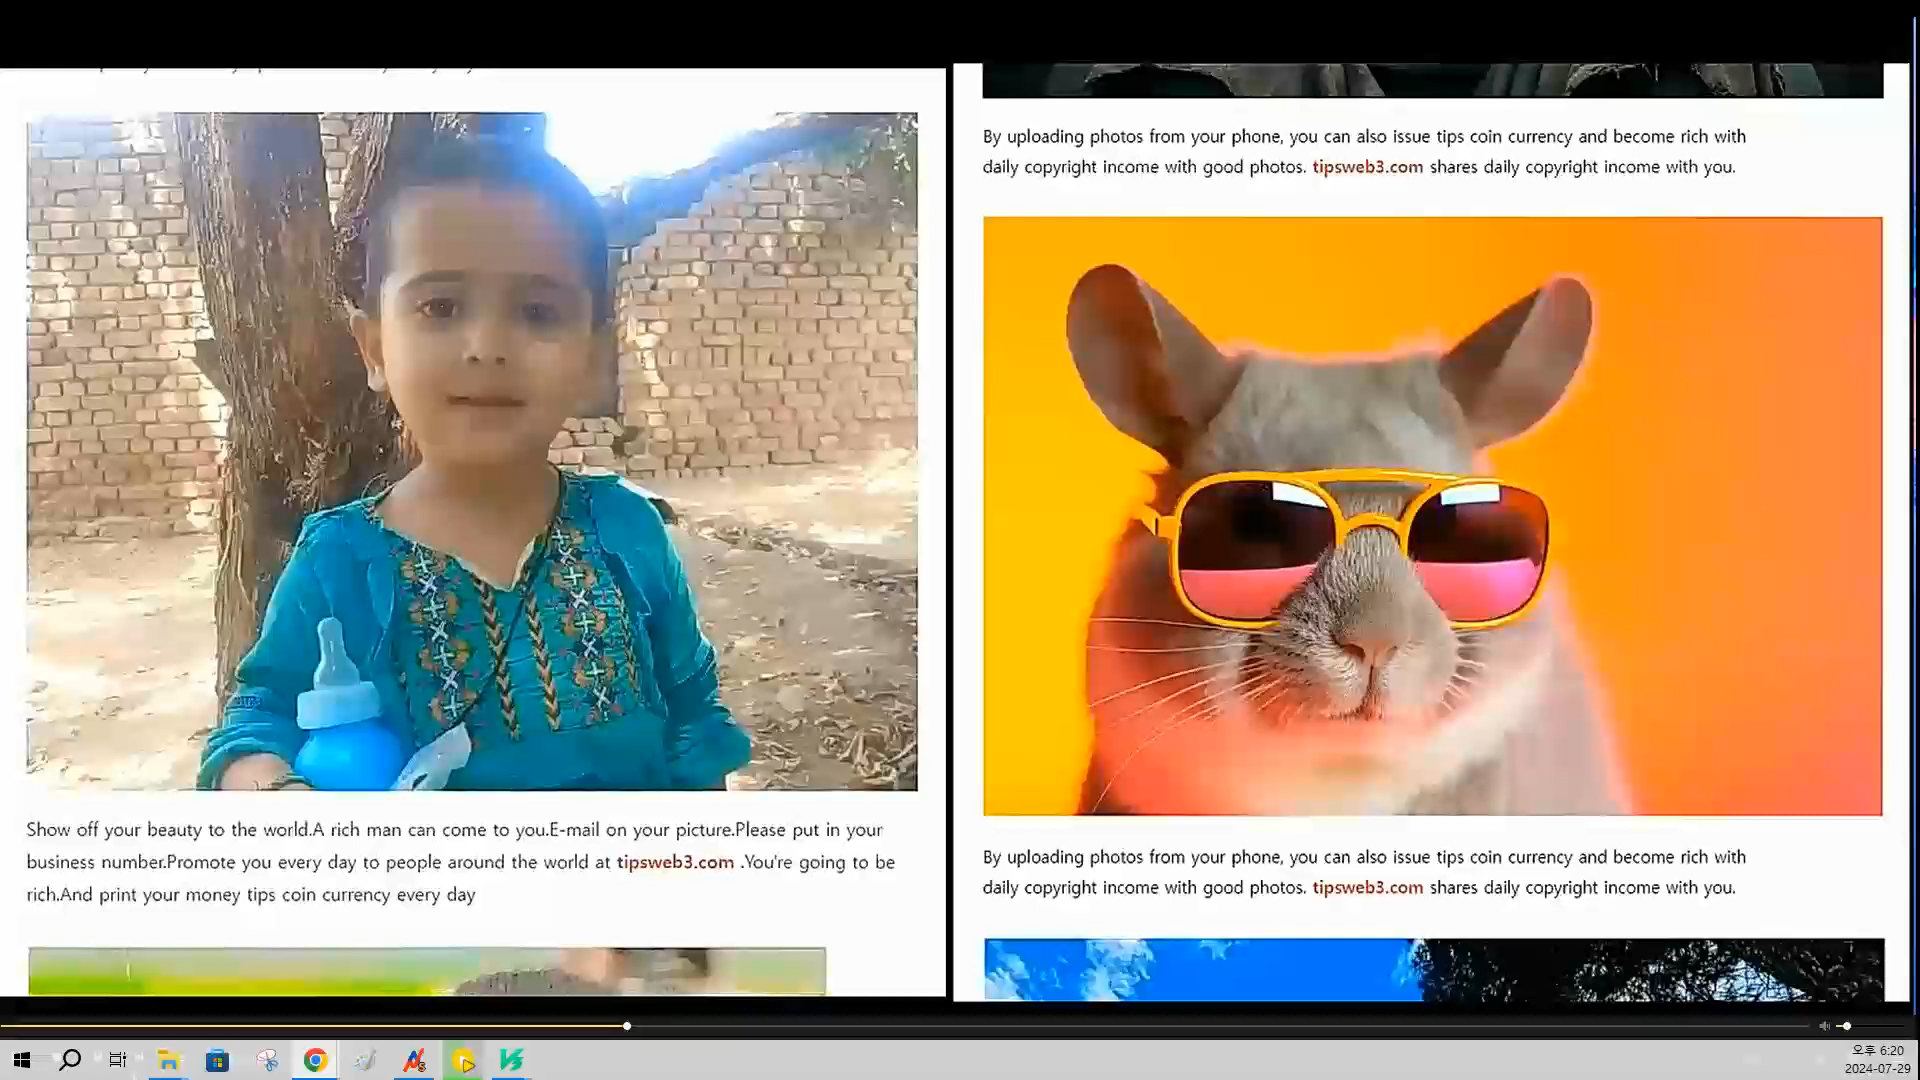 Show off your beauty to the world.A rich man can come to you.E-mail on your picture.Please put in your
business number.Promote you every day to people around the world at tipsweb3.com .You're going to be
rich.And print your money tips coin currency every day
By uploading photos from your phone, you can also issue tips coin currency and become rich with
daily copyright income with good photos. tipsweb3.com shares daily copyright income with you.
By uploading photos from your phone, you can also issue tips coin currency and become rich with
daily copyright income with good photos. tipsweb3.com shares daily copyright income with you.
오후 6:20
2024-07-29